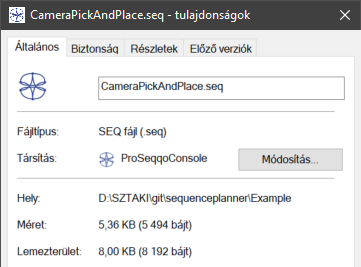 CameraPickAndPlace.seq - tulajdonságok
Általános Biztonság Részletek Előző verziók
CameraPickAndPlace.seq
Fájltípus: SEQ fájl (.seq)
Társítás: ProSeqqoConsole Módosítás...
Hely: D:\SZTAKI\git\sequenceplanner\Example
Méret: 5,36 KB (5 494 bájt)
Lemezterület: 8,00 KB (8 192 bájt)